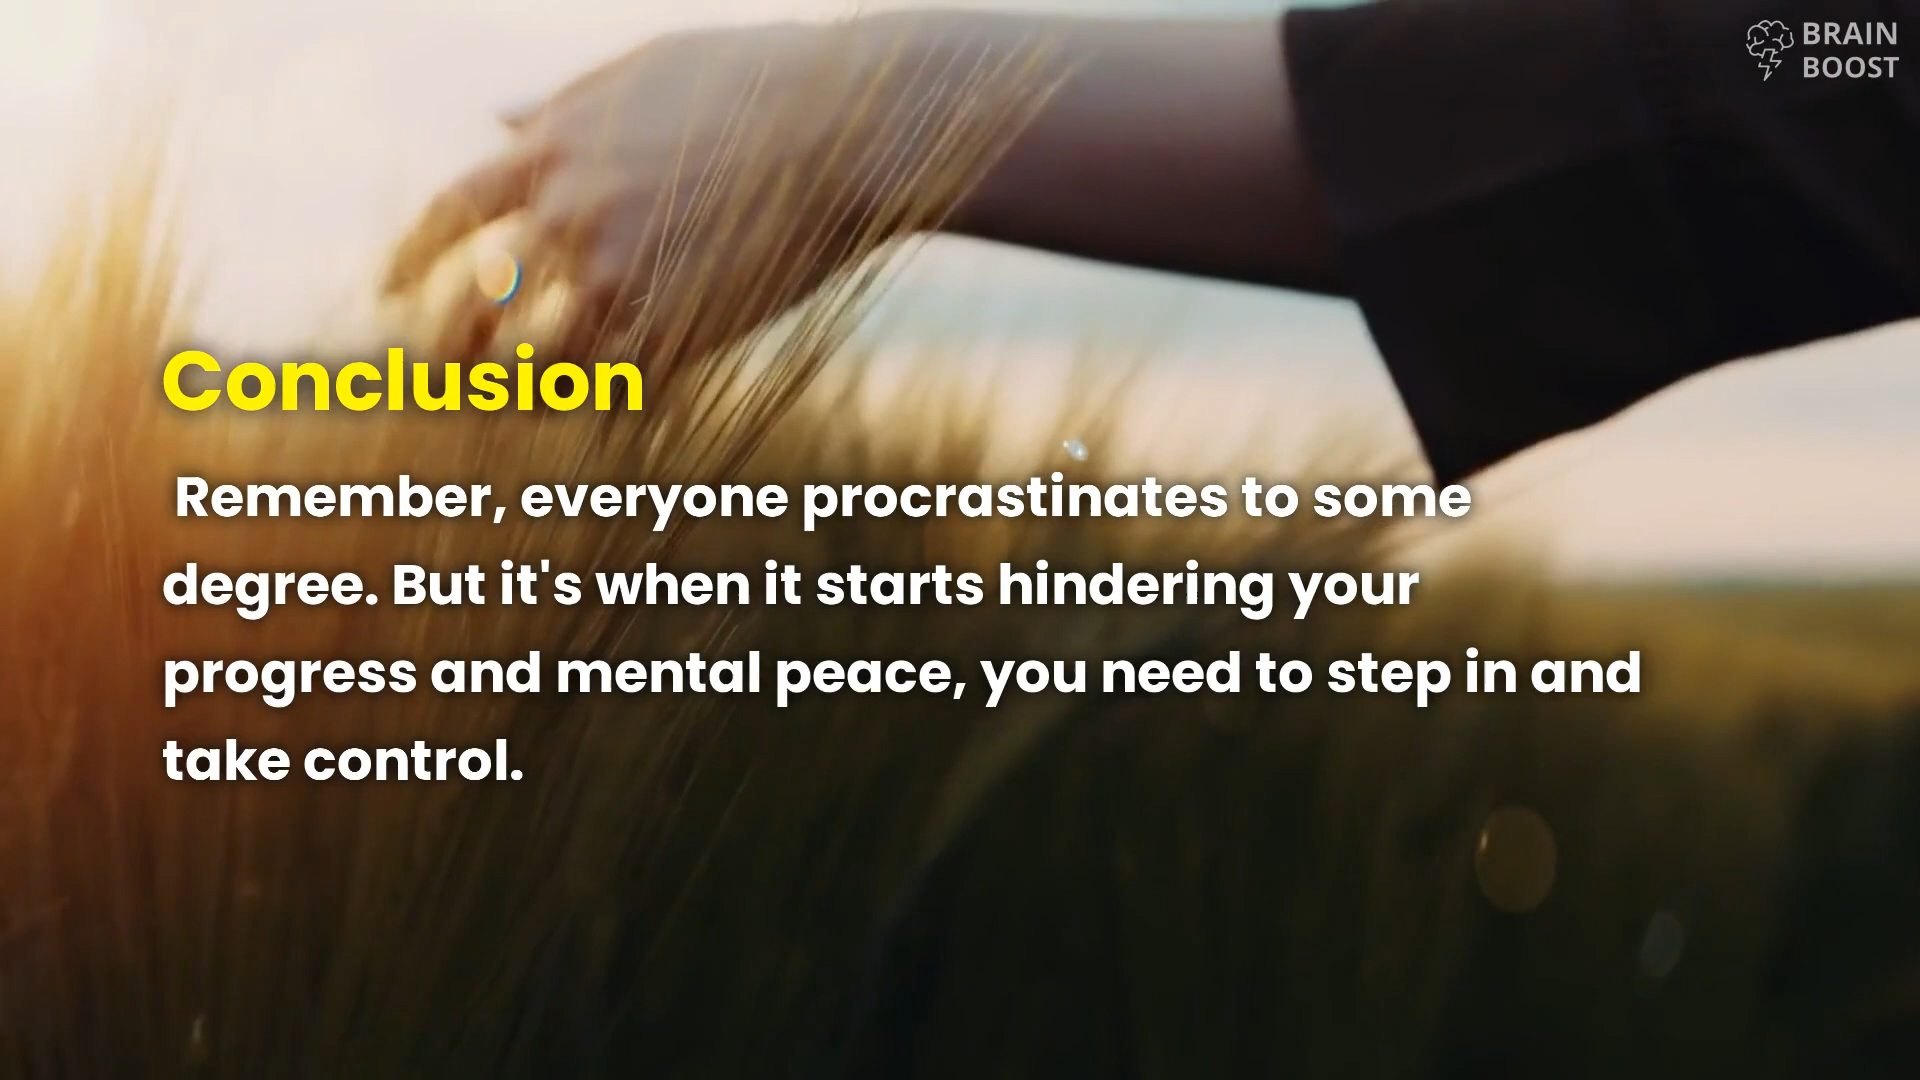 BRAIN
BOOST
Conclusion
Remember, everyone procrastinates to some
degree. But it's when it starts hindering your
progress and mental peace, you need to step in and
take control.